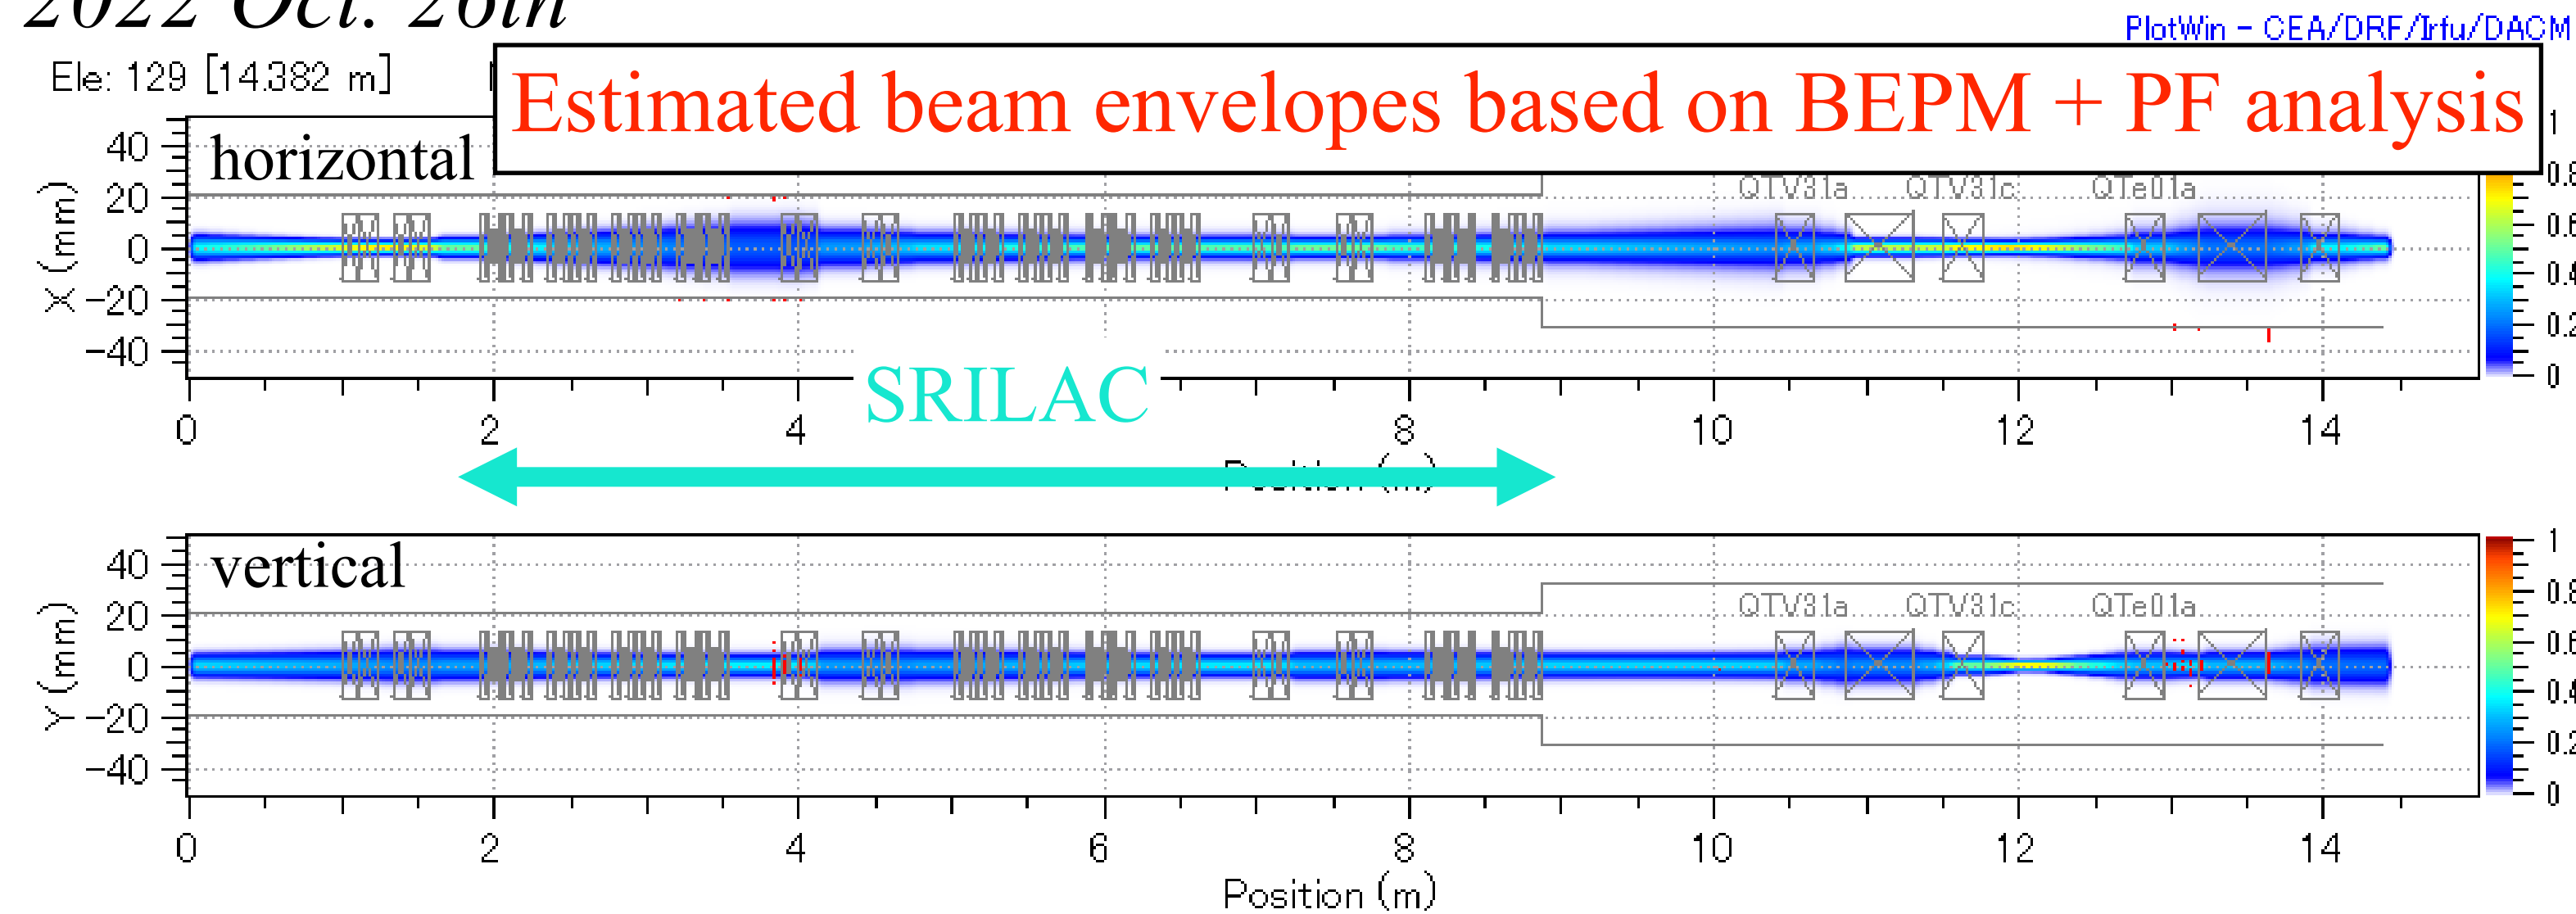 2022 Oct. 26th
PlotWin - CEA/DRF/Irfu/DACM
Ele: 129 [14.382 m]
Estimated beam envelopes based on BEPM + PF analysis
horizontal
X (mm)
40
20
0
-20
-40
QTV31a QTV31c QTe01a
1
0.8
0.6
0.4
0.2
0
SRILAC
0 2 4 8 10 12 14
Position (m)
vertical
Y (mm)
40
20
0
-20
-40
QTV31a QTV31c QTe01a
1
0.8
0.6
0.4
0.2
0
0 2 4 6 8 10 12 14
Position (m)